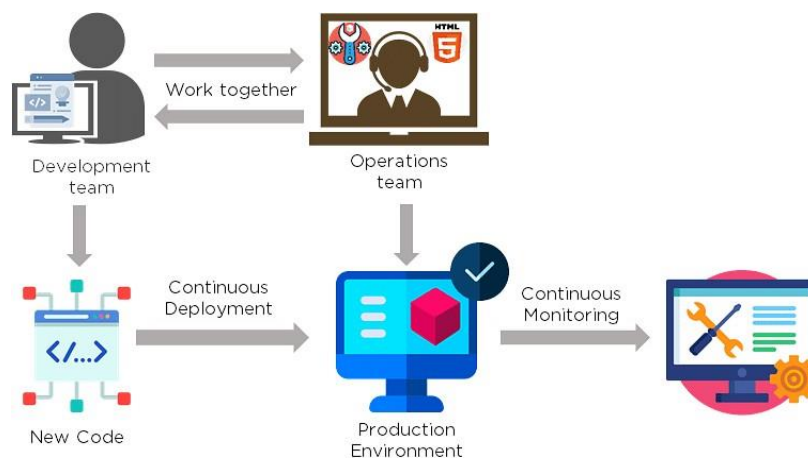 HTML
5
Work together
Development
team
Operations
team
</>
Continuous
Deployment
Continuous
Monitoring
</...>
New Code
Production
Environment